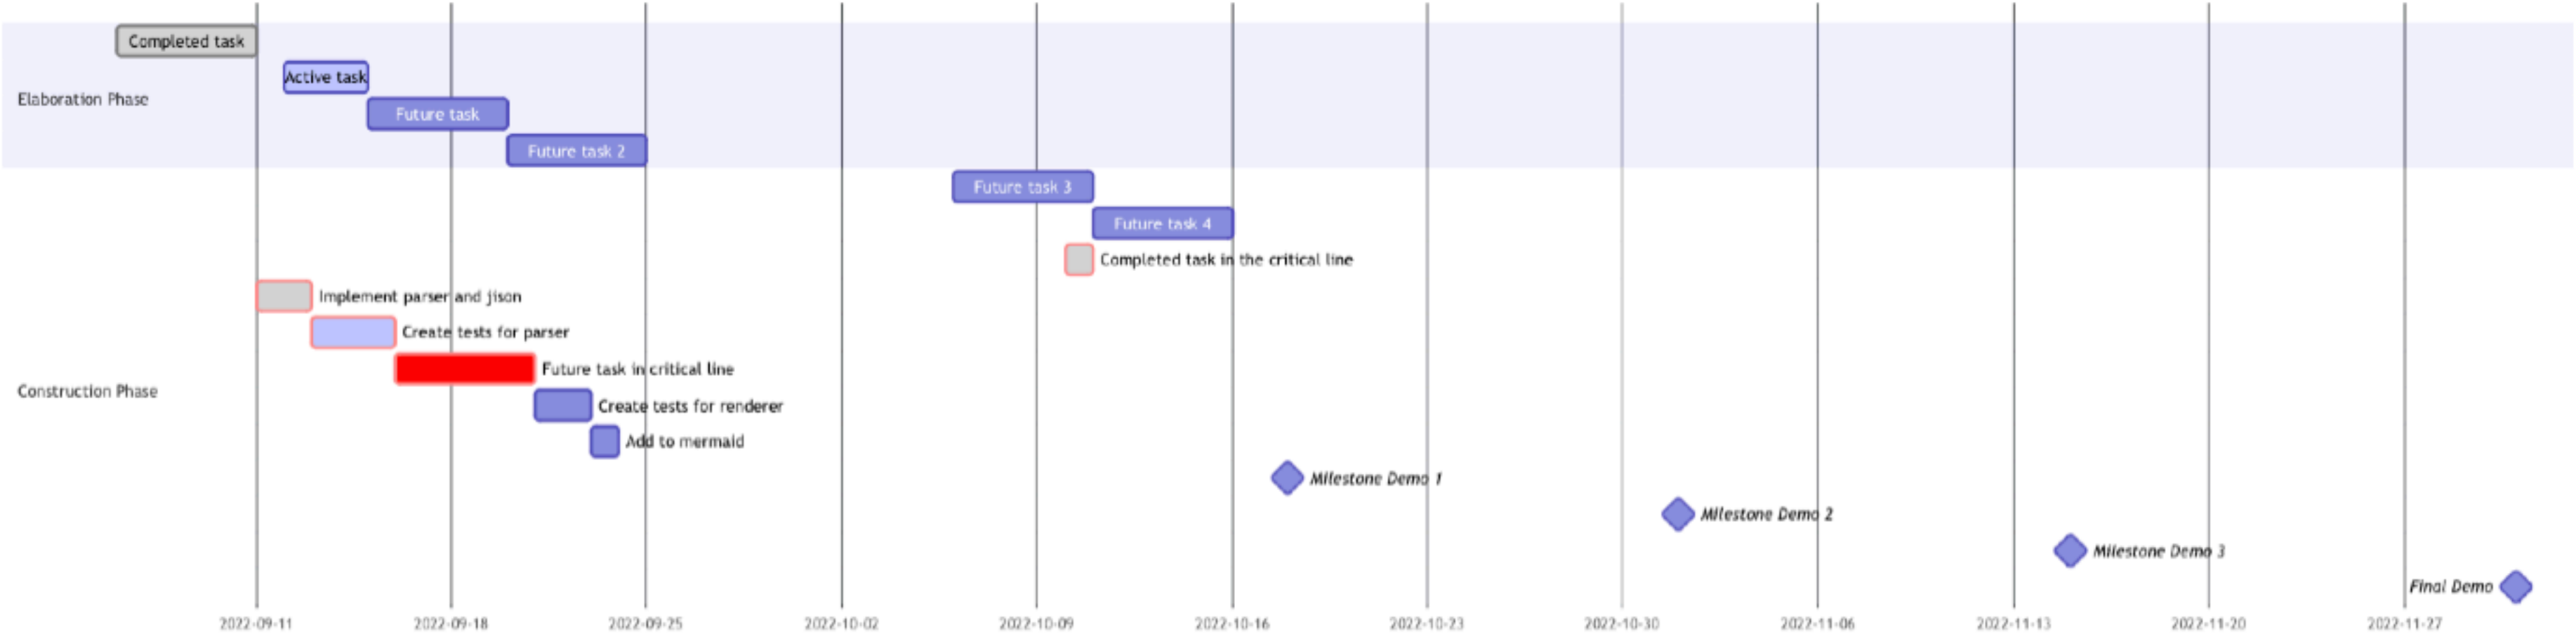 Completed task
Active task
Elaboration Phase
Future task
Future task 2
Future task 3
Future task 4
Completed task in the critical line
Implement parser and jison
Create tests for parser
Future task in critical line
Construction Phase
Create tests for renderer
Add to mermaid
Milestone Demo 1
Milestone Demo 2
Milestone Demo 3
Final Demo
2022-09-11 2022-09-18 2022-09-25 2022-10-02 2022-10-09 2022-10-16 2022-10-23 2022-10-30 2022-11-06 2022-11-13 2022-11-20 2022-11-27